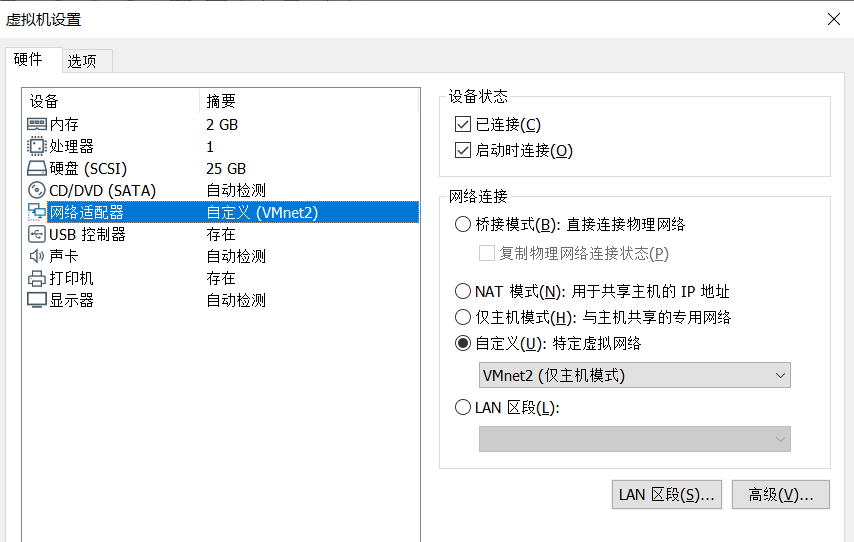 虚拟机设置
硬件 选项
设备 摘要
内存 2 GB
处理器 1
硬盘 (SCSI) 25 GB
CD/DVD (SATA) 自动检测
网络适配器 自定义 (VMnet2)
USB 控制器 存在
声卡 自动检测
打印机 存在
显示器 自动检测
设备状态
已连接(C)
启动时连接(O)
网络连接
桥接模式(B): 直接连接物理网络
复制物理网络连接状态(P)
NAT 模式(N): 用于共享主机的 IP 地址
仅主机模式(H): 与主机共享的专用网络
自定义(U): 特定虚拟网络
VMnet2 (仅主机模式)
LAN 区段(L):
LAN 区段(S)... 高级(V)...